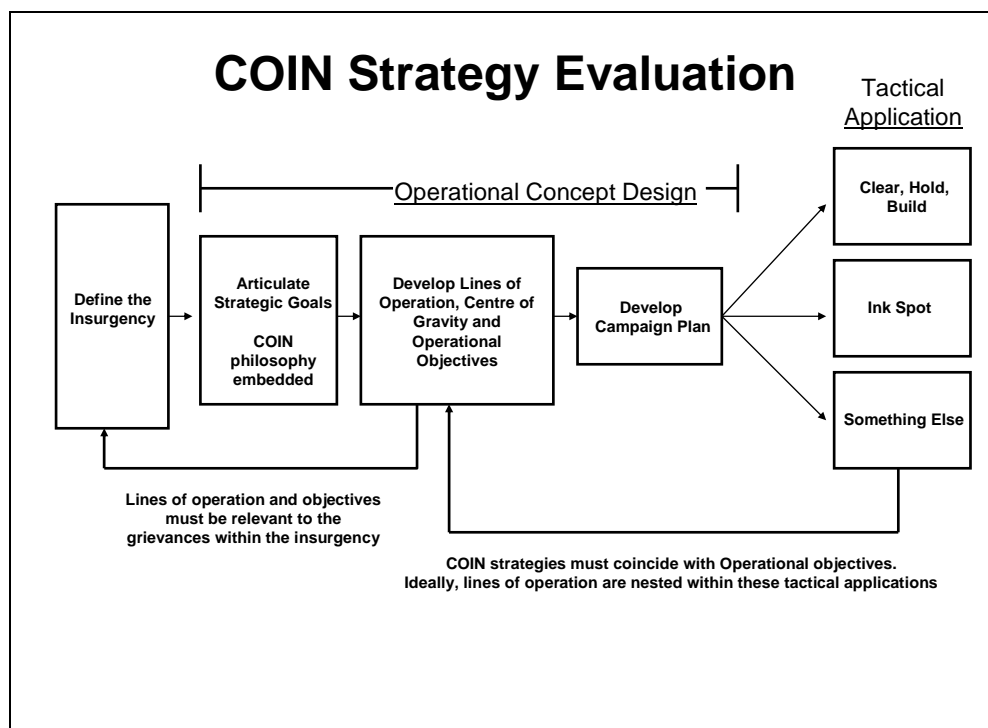 COIN Strategy Evaluation
Tactical
Application
Operational Concept Design
Define the
Insurgency
Articulate
Strategic Goals
COIN
philosophy
embedded
Develop Lines of
Operation, Centre of
Gravity and
Operational
Objectives
Develop
Campaign Plan
Clear, Hold,
Build
Ink Spot
Something Else
Lines of operation and objectives
must be relevant to the
grievances within the insurgency
COIN strategies must coincide with Operational objectives.
Ideally, lines of operation are nested within these tactical applications